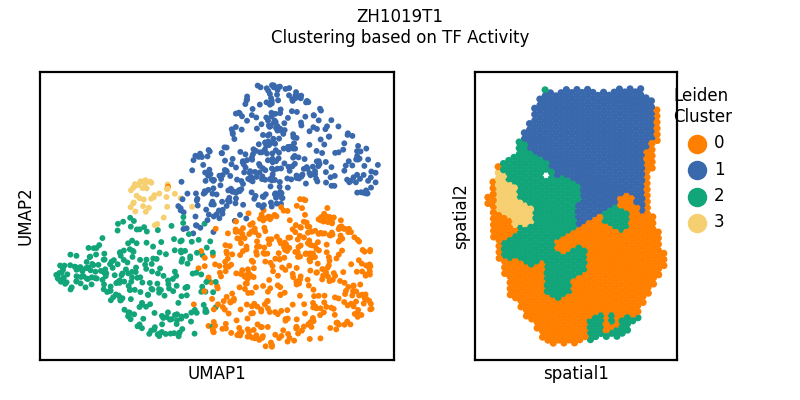 ZH1019T1
Clustering based on TF Activity
UMAP2
UMAP1
spatial2
spatial1
Leiden
Cluster
0
1
2
3